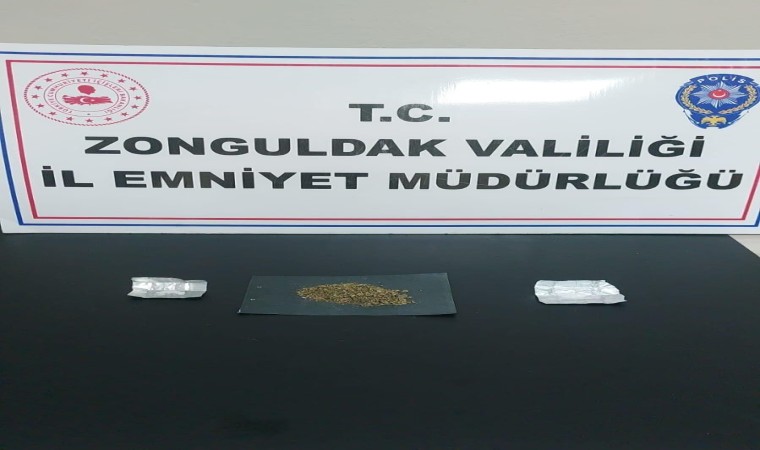 T.C.
ZONGULDAK VALİLİĞİ
İL EMNİYET MÜDÜRLÜĞÜ
POLİS